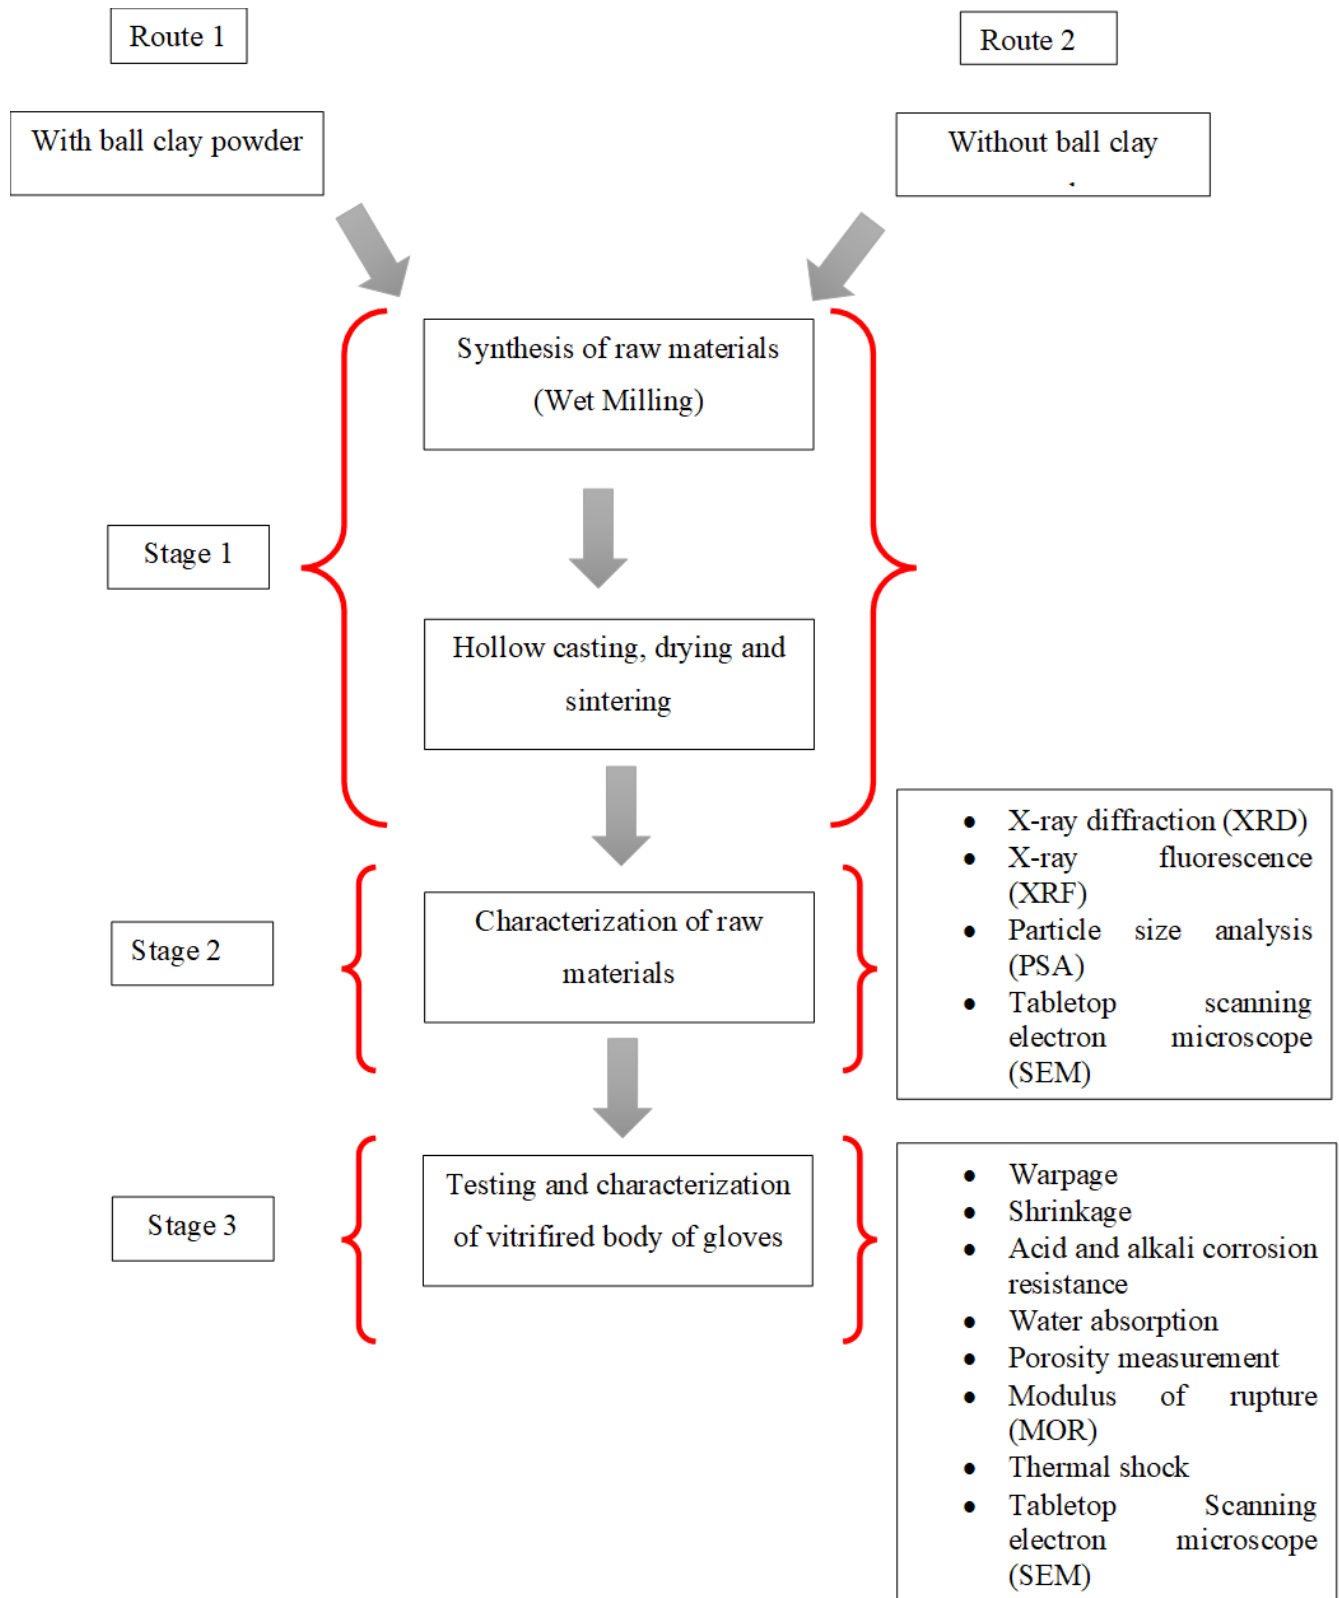 Route 1
Route 2
With ball clay powder
Without ball clay
Synthesis of raw materials
(Wet Milling)
Stage 1
Hollow casting, drying and
sintering
• X-ray diffraction (XRD)
• X-ray fluorescence
(XRF)
• Particle size analysis
(PSA)
• Tabletop scanning
electron microscope
(SEM)
Stage 2
Characterization of raw
materials
Stage 3
Testing and characterization
of vitrifired body of gloves
• Warpage
• Shrinkage
• Acid and alkali corrosion
resistance
• Water absorption
• Porosity measurement
• Modulus of rupture
(MOR)
• Thermal shock
• Tabletop Scanning
electron microscope
(SEM)